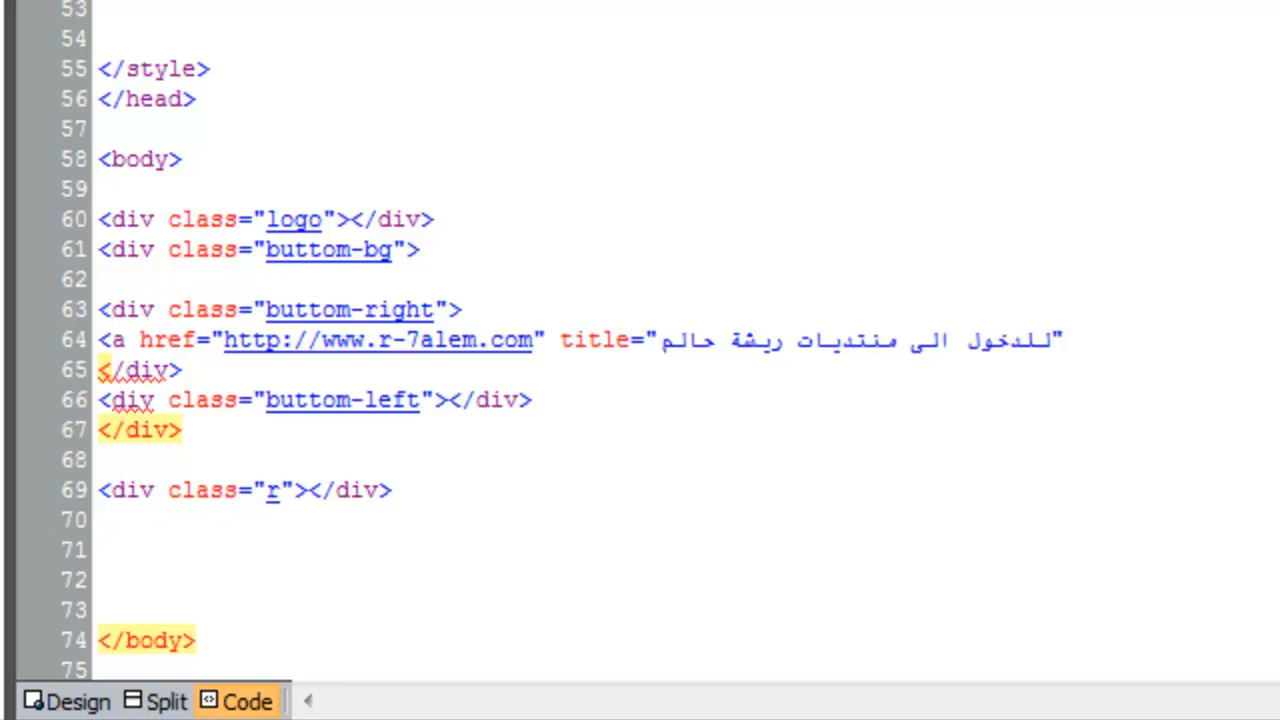 53
54
55 </style>
56 </head>
57
58 <body>
59
60 <div class="logo"></div>
61 <div class="buttom-bg">
62
63 <div class="buttom-right">
64 <a href="http://www.r-7alem.com" title="للدخول الى منتديات ريشة حالم"
65 </div>
66 <div class="buttom-left"></div>
67 </div>
68
69 <div class="r"></div>
70
71
72
73
74 </body>
75
Design Split Code